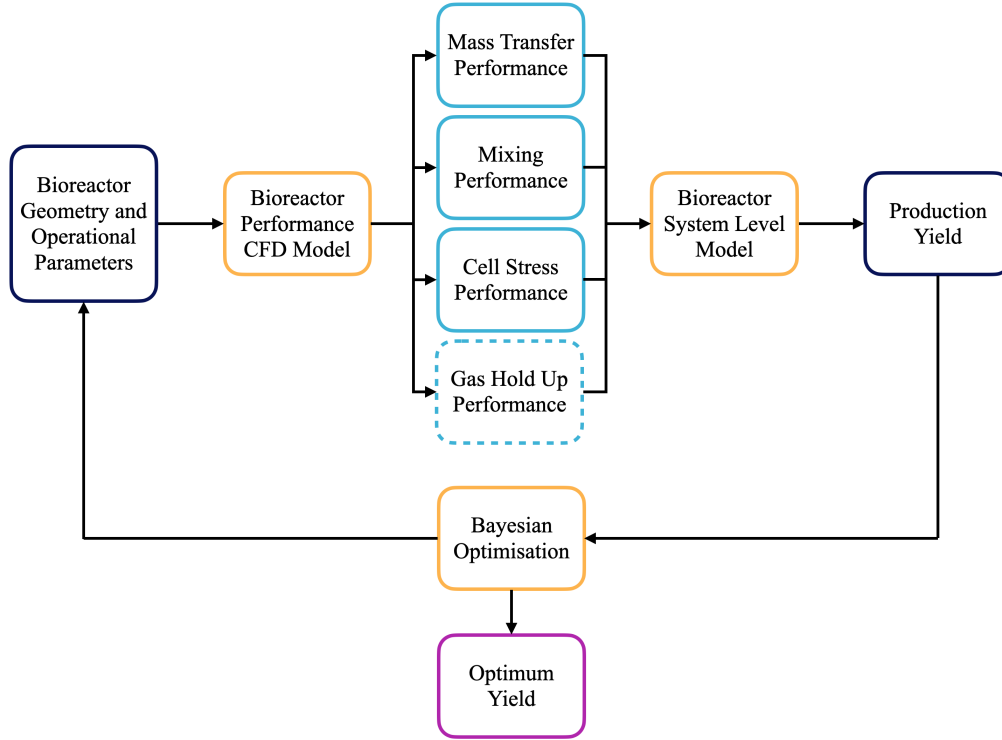 Mass Transfer
Performance
Mixing
Performance
Bioreactor
Geometry and
Operational
Parameters
Bioreactor
Performance
CFD Model
Bioreactor
System Level
Model
Production
Yield
Cell Stress
Performance
Gas Hold Up
Performance
Bayesian
Optimisation
Optimum
Yield